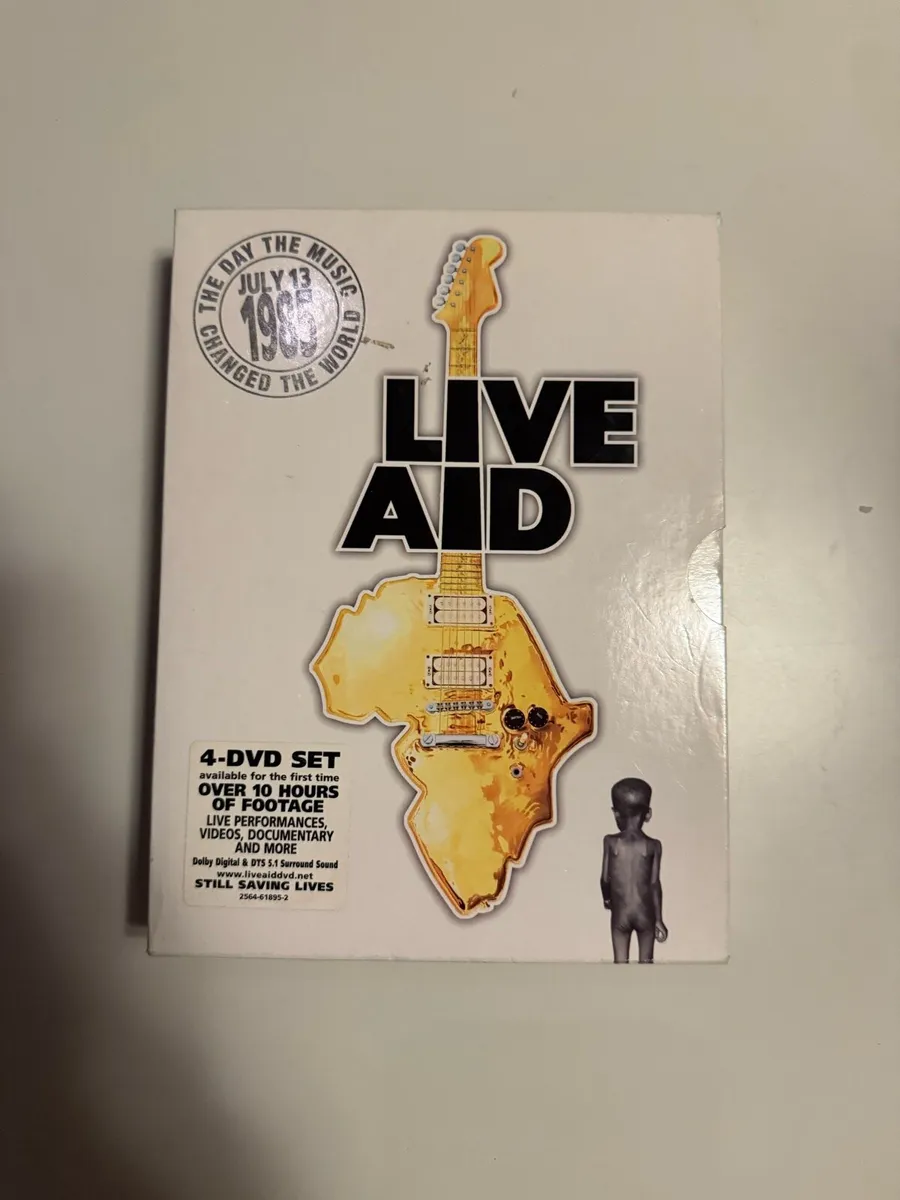 THE DAY THE MUSIC
CHANGED THE WORLD
JULY 13
1985
LIVE
AID
4-DVD SET
available for the first time
OVER 10 HOURS
OF FOOTAGE
LIVE PERFORMANCES,
VIDEOS, DOCUMENTARY
AND MORE
Dolby Digital & DTS 5.1 Surround Sound
www.liveaiddvd.net
STILL SAVING LIVES
2564-61895-2